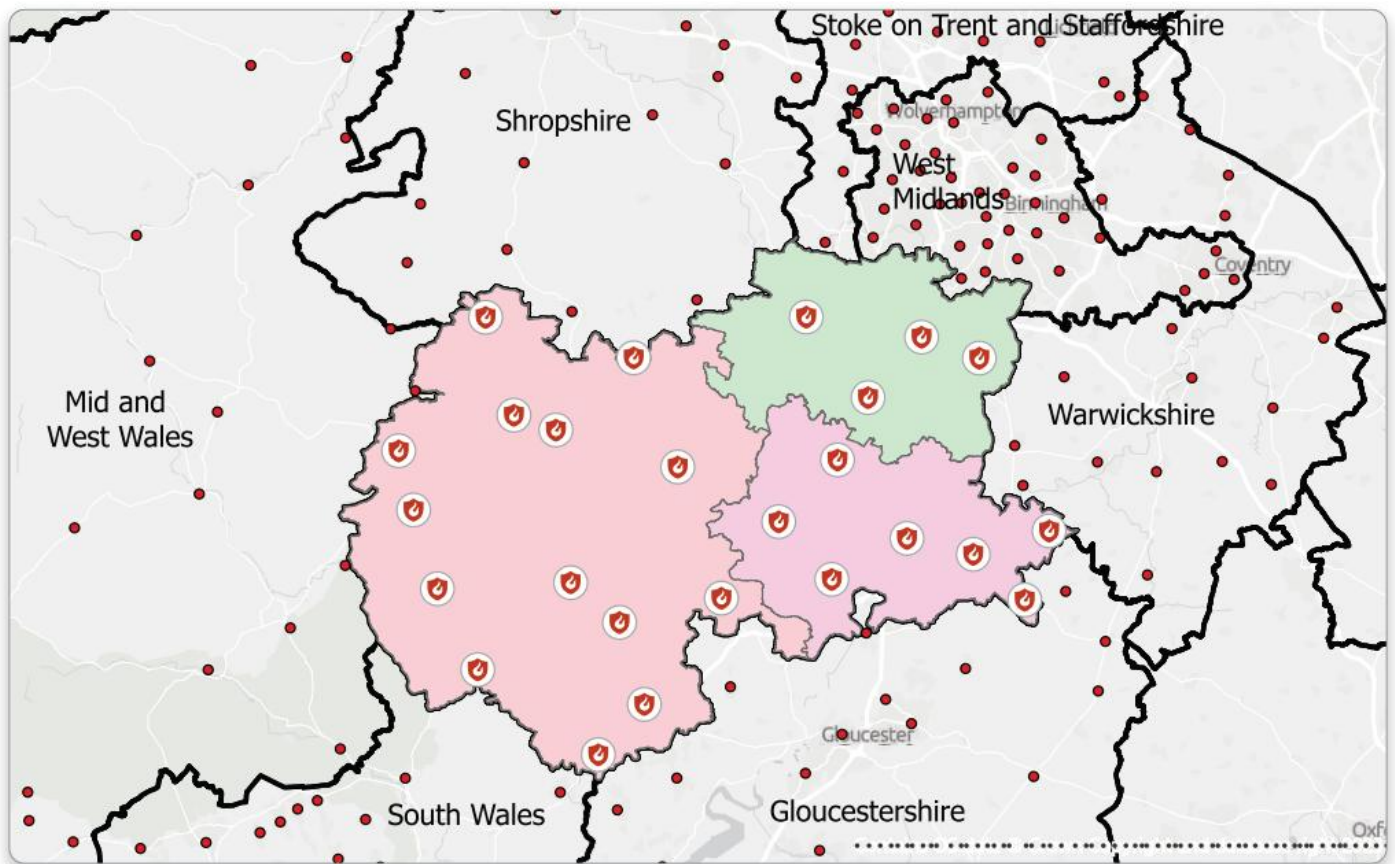 Stoke on Trent and Staffordshire
Lichfield
Shropshire
Wolverhampton
West
Midlands
Birmingham
Coventry
Mid and
West Wales
Warwickshire
Gloucester
South Wales
Gloucestershire